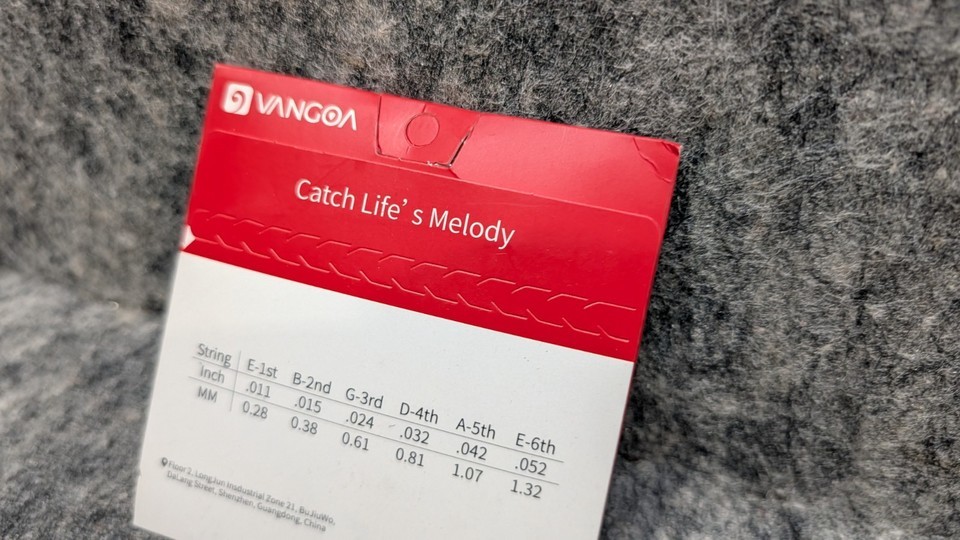 VANGOA
Catch Life's Melody
String E-1st B-2nd G-3rd D-4th A-5th E-6th
inch .011 .015 .024 .032 .042 .052
MM 0.28 0.38 0.61 0.81 1.07 1.32
Floor 2, LongJun Inadustrial Zone 21, BuJiuWo,
DaLang Street, Shenzhen, Guangdong, China